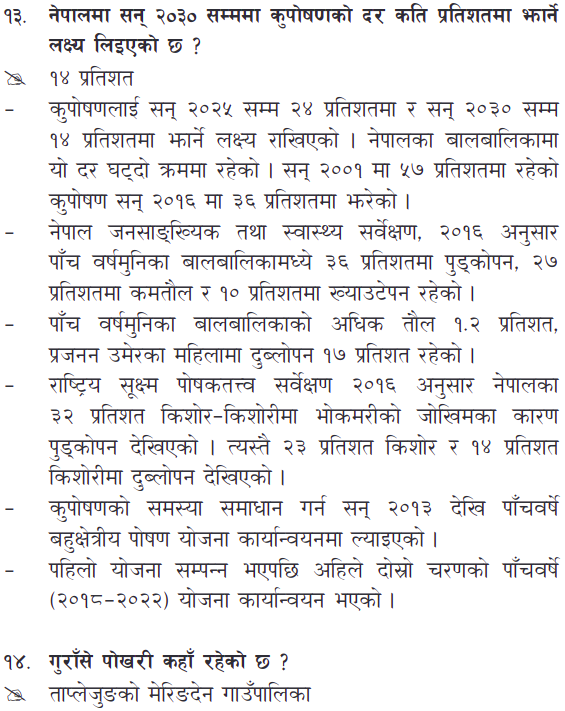 १३. नेपालमा सन् २०३० सम्ममा कुपोषणको दर कति प्रतिशतमा झार्ने
लक्ष्य लिइएको छ ?
१४ प्रतिशत
– कुपोषणलाई सन् २०२५ सम्म २४ प्रतिशतमा र सन् २०३० सम्म
१४ प्रतिशतमा झार्ने लक्ष्य राखिएको । नेपालका बालबालिकामा
यो दर घट्दो क्रममा रहेको । सन् २००१ मा ५७ प्रतिशतमा रहेको
कुपोषण सन् २०१६ मा ३६ प्रतिशतमा झरेको ।
– नेपाल जनसाङ्ख्यिक तथा स्वास्थ्य सर्वेक्षण, २०१६ अनुसार
पाँच वर्षमुनिका बालबालिकामध्ये ३६ प्रतिशतमा पुड्कोपन, २७
प्रतिशतमा कमतौल र १० प्रतिशतमा ख्याउटेपन रहेको ।
– पाँच वर्षमुनिका बालबालिकाको अधिक तौल १.२ प्रतिशत,
प्रजनन उमेरका महिलामा दुब्लोपन १७ प्रतिशत रहेको ।
– राष्ट्रिय सूक्ष्म पोषकतत्त्व सर्वेक्षण २०१६ अनुसार नेपालका
३२ प्रतिशत किशोर–किशोरीमा भोकमरीको जोखिमका कारण
पुड्कोपन देखिएको । त्यस्तै २३ प्रतिशत किशोर र १४ प्रतिशत
किशोरीमा दुब्लोपन देखिएको ।
– कुपोषणको समस्या समाधान गर्न सन् २०१३ देखि पाँचवर्षे
बहुक्षेत्रीय पोषण योजना कार्यान्वयनमा ल्याइएको ।
– पहिलो योजना सम्पन्न भएपछि अहिले दोस्रो चरणको पाँचवर्षे
(२०१८–२०२२) योजना कार्यान्वयन भएको ।
१४. गुराँसे पोखरी कहाँ रहेको छ ?
ताप्लेजुङको मेरिङदेन गाउँपालिका